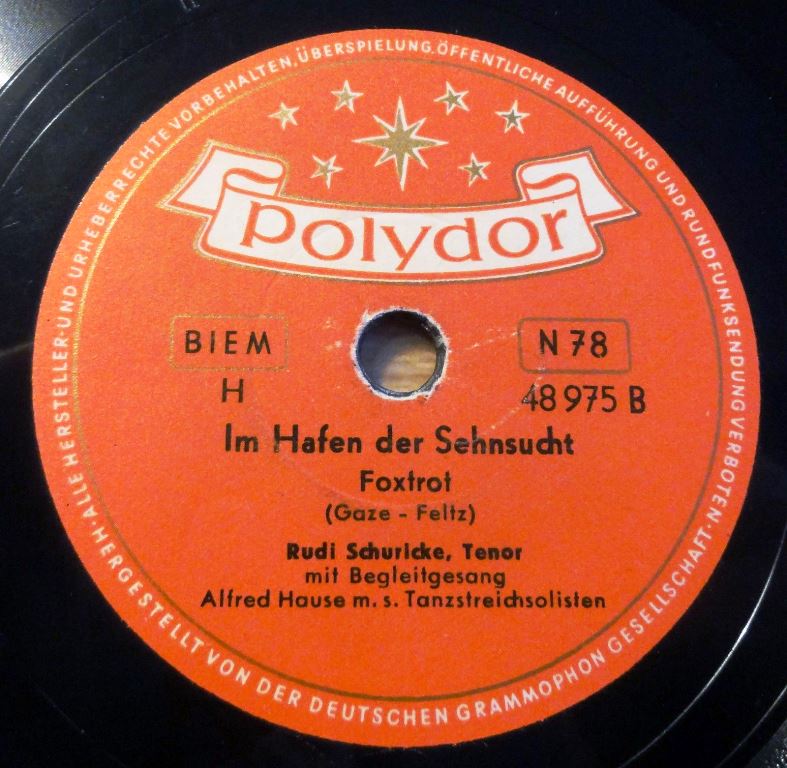 ALLE HERSTELLER-UND URHEBERRECHTE VORBEHALTEN, ÜBERSPIELUNG, ÖFFENTLICHE AUFFÜHRUNG UND RUNDFUNKSENDUNG VERBOTEN·
polydor
BIEM
N 78
H
48 975 B
Im Hafen der Sehnsucht
Foxtrot
(Gaze - Feltz)
Rudi Schuricke, Tenor
mit Begleitgesang
Alfred Hause m. s. Tanzstreichsolisten
·HERGESTELLT VON DER DEUTSCHEN GRAMMOPHON GESELLSCHAFT·